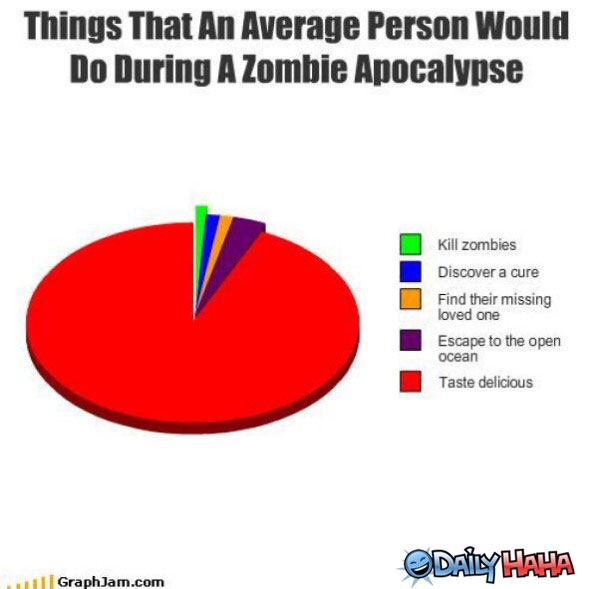 Things That An Average Person Would
Do During A Zombie Apocalypse
Kill zombies
Discover a cure
Find their missing
loved one
Escape to the open
ocean
Taste delicious
GraphJam.com
DAILY HAHA